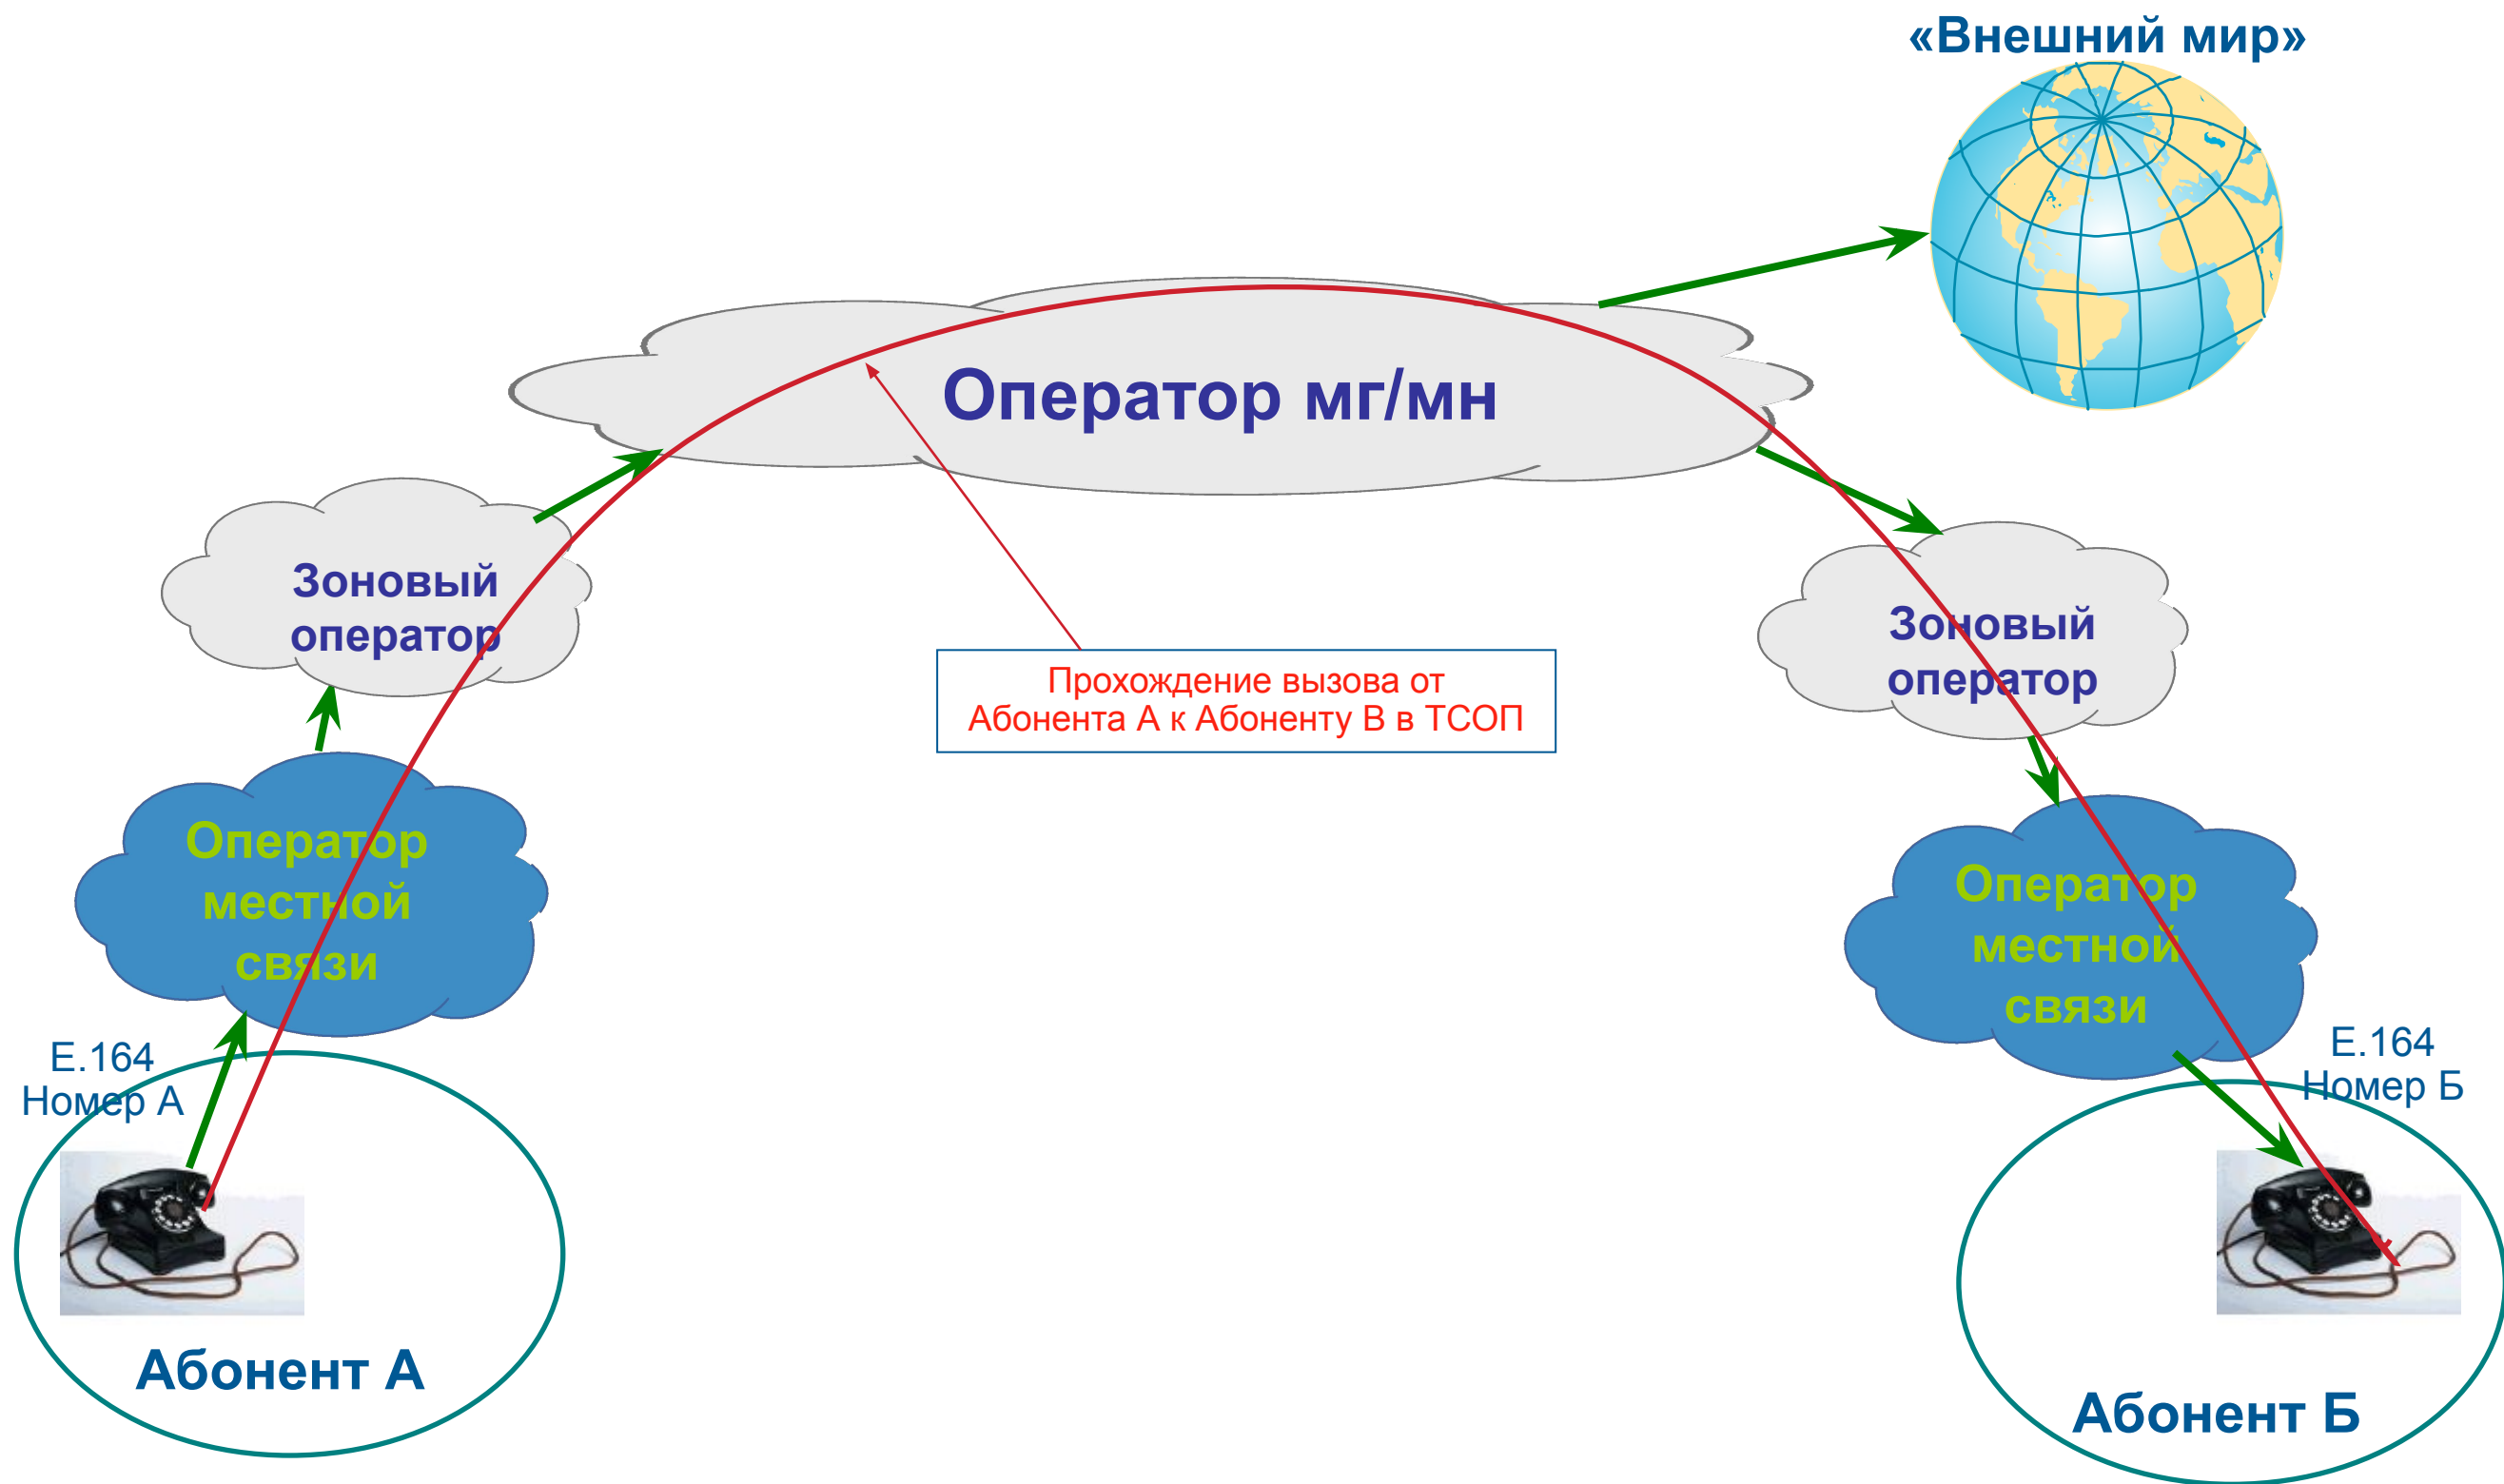 «Внешний мир»
Оператор мг/мн
Зоновый
оператор
Зоновый
оператор
Прохождение вызова от
Абонента А к Абоненту В в ТСОП
Оператор
местной
связи
Оператор
местной
связи
Е.164
Номер А
Е.164
Номер Б
Абонент А
Абонент Б